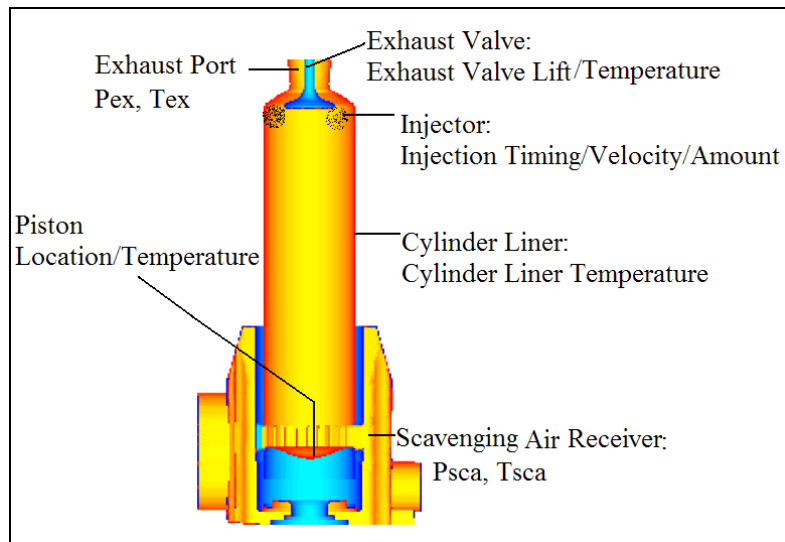 Exhaust Valve:
Exhaust Valve Lift/Temperature
Exhaust Port
Pex, Tex
Injector:
Injection Timing/Velocity/Amount
Piston
Location/Temperature
Cylinder Liner:
Cylinder Liner Temperature
Scavenging Air Receiver:
Psca, Tsca